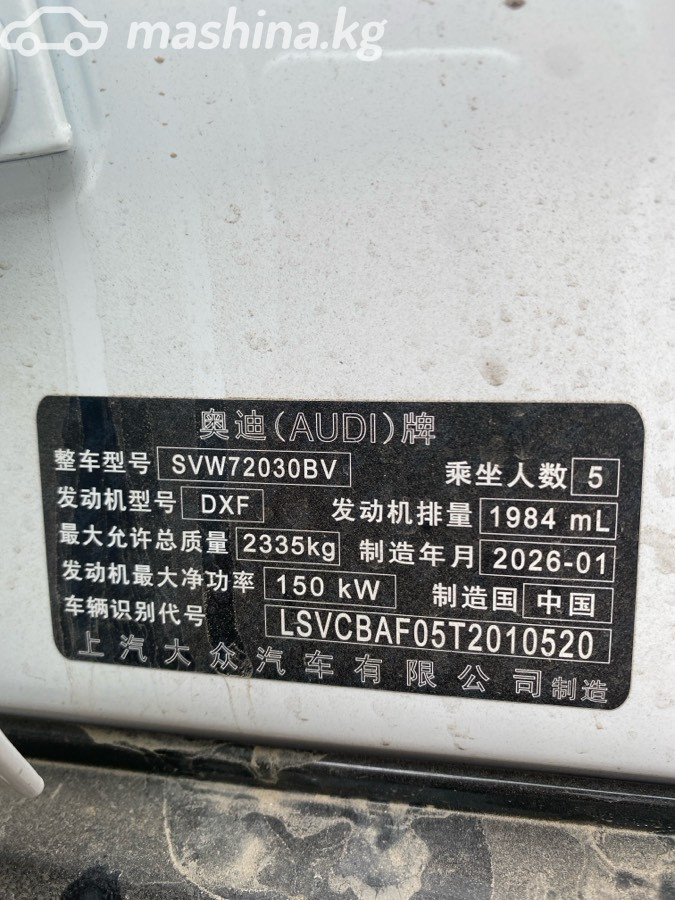 mashina.kg
奥迪(AUDI)牌
整车型号 SVW72030BV 乘坐人数 5
发动机型号 DXF 发动机排量 1984 mL
最大允许总质量 2335kg 制造年月 2026-01
发动机最大净功率 150 kW 制造国 中国
车辆识别代号 LSVCBAF05T2010520
上汽大众汽车有限公司制造